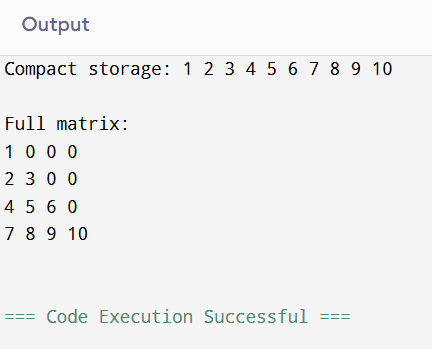 Output
Compact storage: 1 2 3 4 5 6 7 8 9 10
Full matrix:
1 0 0 0
2 3 0 0
4 5 6 0
7 8 9 10
=== Code Execution Successful ===